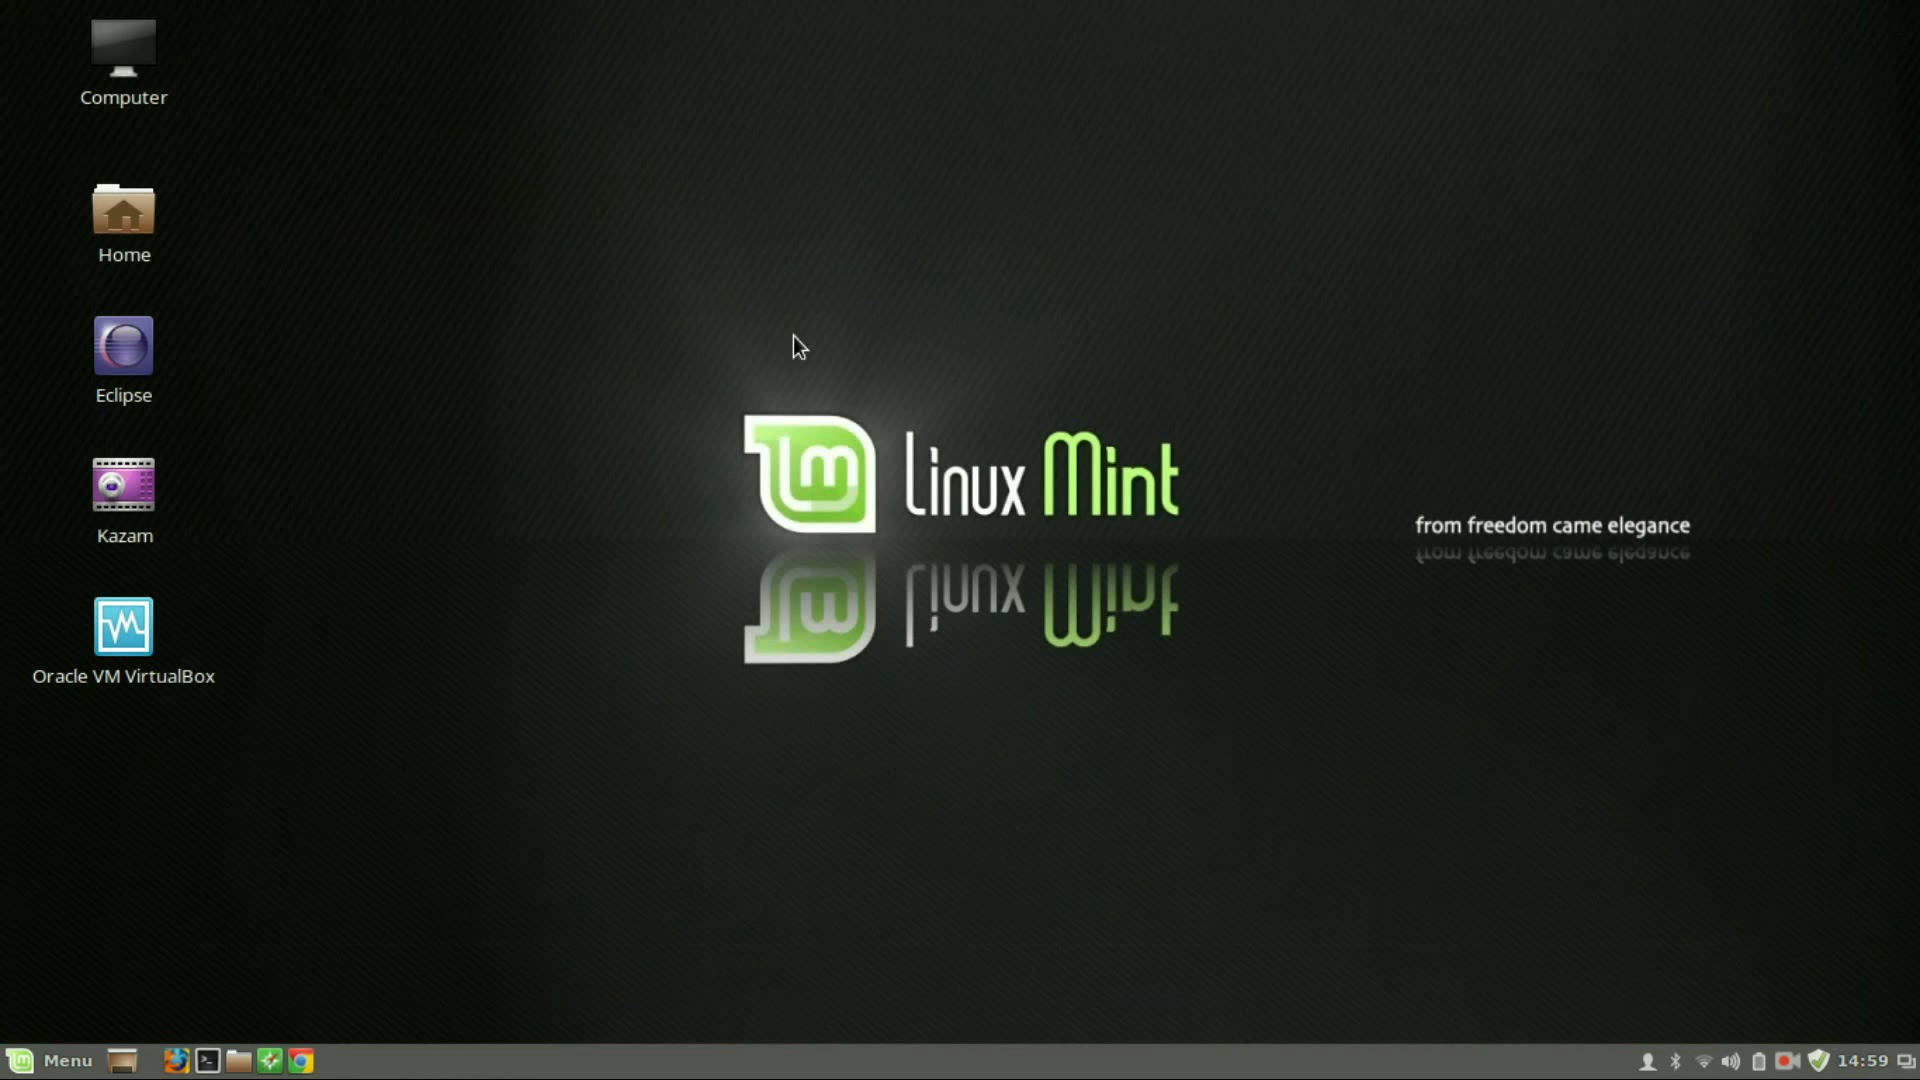 Computer
Home
Eclipse
Kazam
Oracle VM VirtualBox
Linux Mint
from freedom came elegance
Menu
14:59